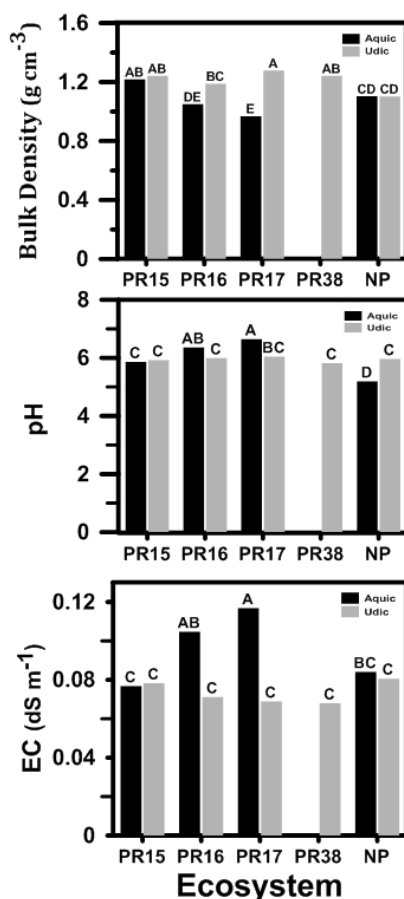 Bulk Density (g cm⁻³)
1.6
1.2
0.8
0.4
0
AB AB DE BC E A AB CD CD
Aquic
Udic
PR15 PR16 PR17 PR38 NP
pH
8
6
4
2
0
C C AB C A BC C D C
Aquic
Udic
PR15 PR16 PR17 PR38 NP
EC (dS m⁻¹)
0.12
0.08
0.04
0
C C AB C A C C BC C
Aquic
Udic
PR15 PR16 PR17 PR38 NP
Ecosystem